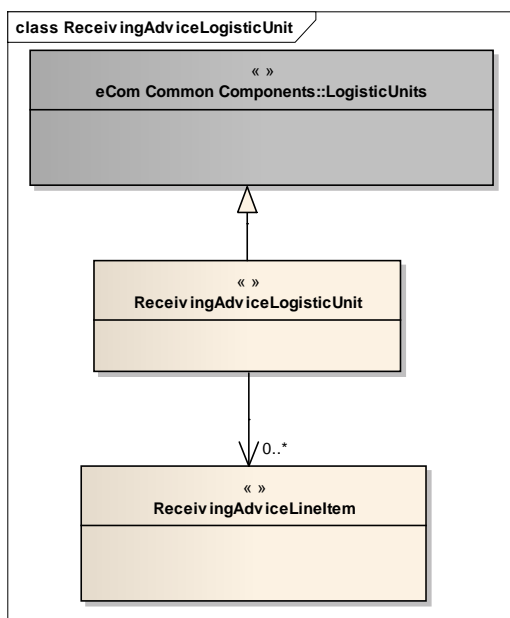 class ReceivingAdviceLogisticUnit
« »
eCom Common Components::LogisticUnits
« »
ReceivingAdviceLogisticUnit
0..*
« »
ReceivingAdviceLineItem